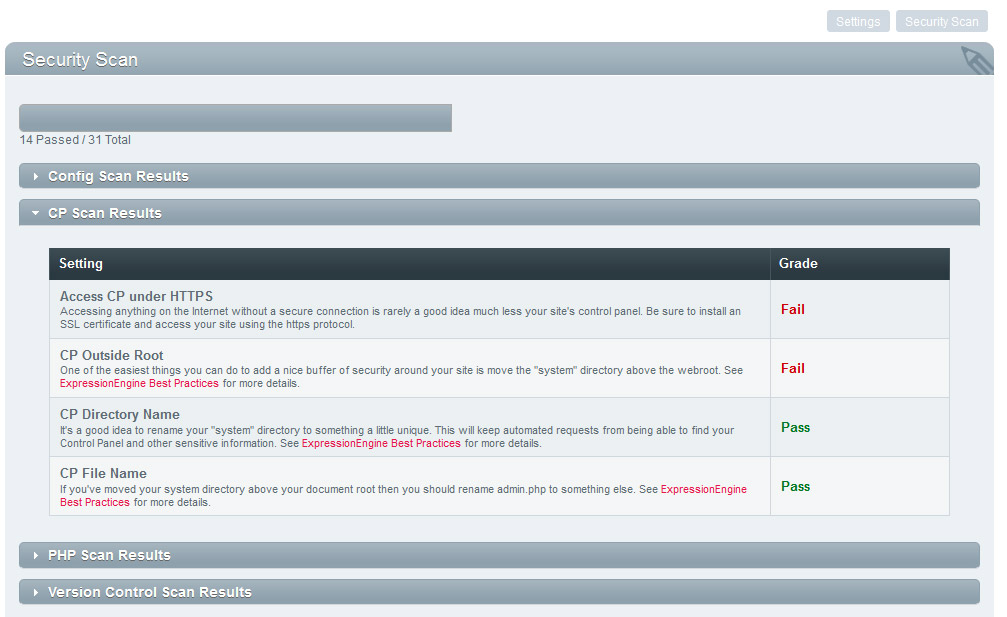 Settings Security Scan
Security Scan
14 Passed / 31 Total
Config Scan Results
CP Scan Results
Setting Grade
Access CP under HTTPS
Accessing anything on the Internet without a secure connection is rarely a good idea much less your site's control panel. Be sure to install an
SSL certificate and access your site using the https protocol.
Fail
CP Outside Root
One of the easiest things you can do to add a nice buffer of security around your site is move the "system" directory above the webroot. See
ExpressionEngine Best Practices for more details.
Fail
CP Directory Name
It's a good idea to rename your "system" directory to something a little unique. This will keep automated requests from being able to find your
Control Panel and other sensitive information. See ExpressionEngine Best Practices for more details.
Pass
CP File Name
If you've moved your system directory above your document root then you should rename admin.php to something else. See ExpressionEngine
Best Practices for more details.
Pass
PHP Scan Results
Version Control Scan Results